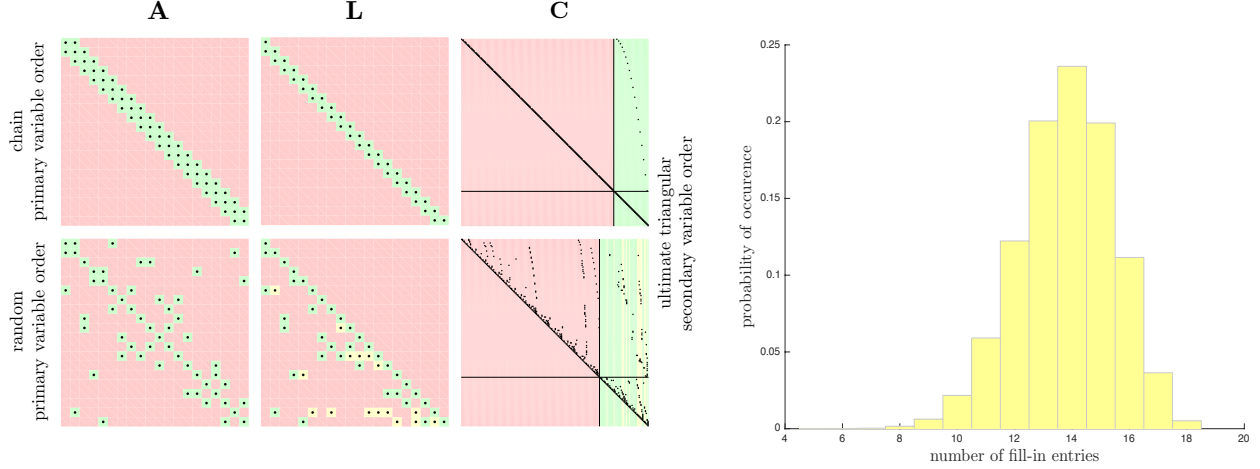 A L C
chain
primary variable order
random
primary variable order
ultimate triangular
secondary variable order
probability of occurence
0.25
0.2
0.15
0.1
0.05
0
4 6 8 10 12 14 16 18 20
number of fill-in entries